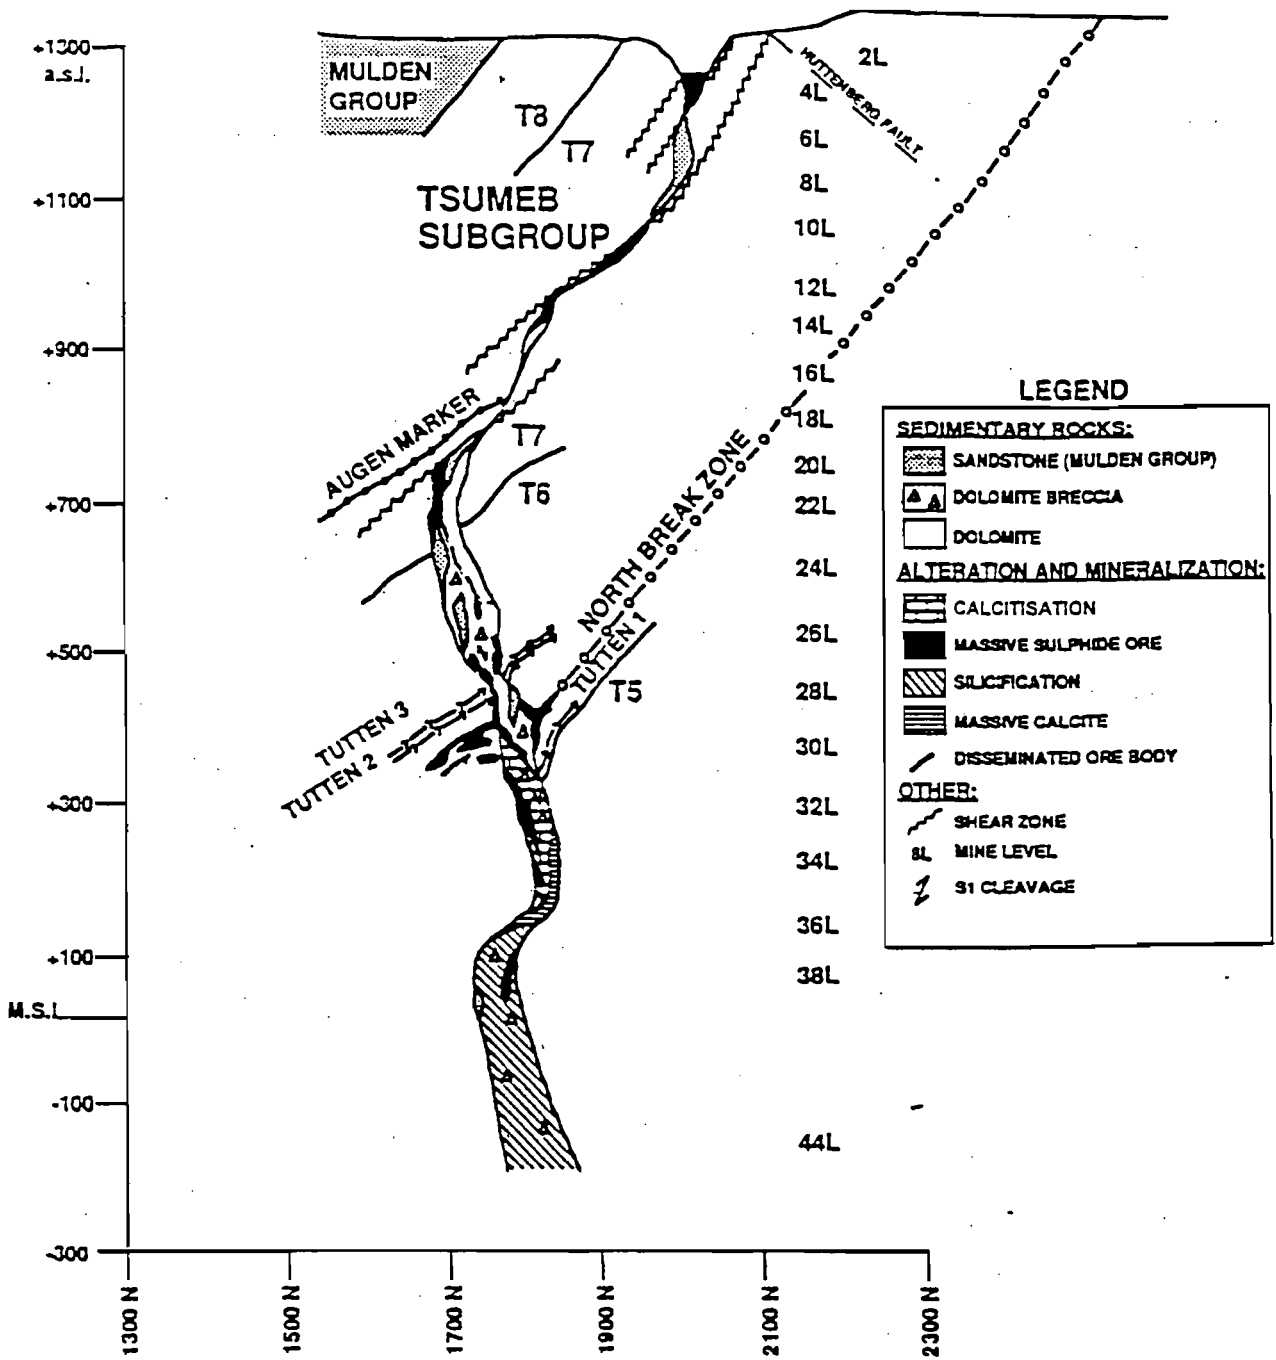 +1300
a.s.l.
+1100
+900
+700
+500
+300
+100
M.S.L
-100
-300
1300 N
1500 N
1700 N
1900 N
2100 N
2300 N
MULDEN
GROUP
T8
T7
TSUMEB
SUBGROUP
HUTTENBERG FAULT
AUGEN MARKER
T7
T6
NORTH BREAK ZONE
TUTTEN 1
T5
TUTTEN 3
TUTTEN 2
2L
4L
6L
8L
10L
12L
14L
16L
18L
20L
22L
24L
26L
28L
30L
32L
34L
36L
38L
44L
LEGEND
SEDIMENTARY ROCKS:
SANDSTONE (MULDEN GROUP)
DOLOMITE BRECCIA
DOLOMITE
ALTERATION AND MINERALIZATION:
CALCITISATION
MASSIVE SULPHIDE ORE
SILICIFICATION
MASSIVE CALCITE
DISSEMINATED ORE BODY
OTHER:
SHEAR ZONE
8L MINE LEVEL
S1 CLEAVAGE